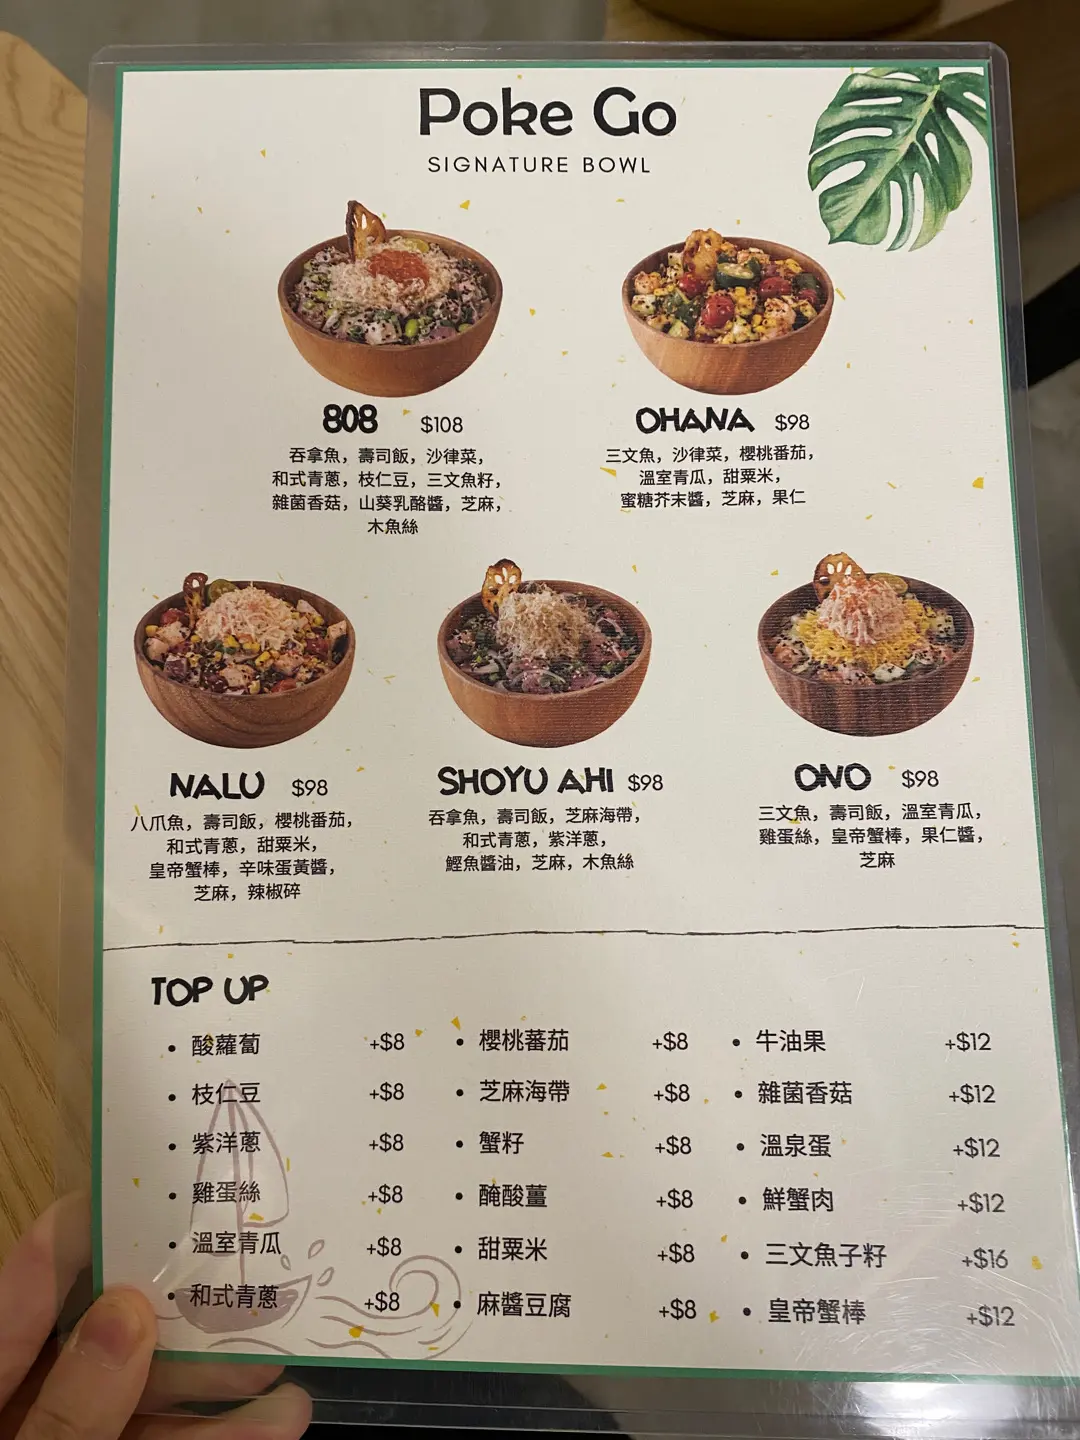 Poke Go
SIGNATURE BOWL
808 $108
吞拿魚，壽司飯，沙律菜，
和式青蔥，枝仁豆，三文魚籽，
雜菌香菇，山葵乳酪醬，芝麻，
木魚絲
OHANA $98
三文魚，沙律菜，櫻桃番茄，
溫室青瓜，甜粟米，
蜜糖芥末醬，芝麻，果仁
NALU $98
八爪魚，壽司飯，櫻桃番茄，
和式青蔥，甜粟米，
皇帝蟹棒，辛味蛋黃醬，
芝麻，辣椒碎
SHOYU AHI $98
吞拿魚，壽司飯，芝麻海帶，
和式青蔥，紫洋蔥，
鰹魚醬油，芝麻，木魚絲
ONO $98
三文魚，壽司飯，溫室青瓜，
雞蛋絲，皇帝蟹棒，果仁醬，
芝麻
TOP UP
• 酸蘿蔔 +$8
• 枝仁豆 +$8
• 紫洋蔥 +$8
• 雞蛋絲 +$8
• 溫室青瓜 +$8
• 和式青蔥 +$8
• 櫻桃蕃茄 +$8
• 芝麻海帶 +$8
• 蟹籽 +$8
• 醃酸薑 +$8
• 甜粟米 +$8
• 麻醬豆腐 +$8
• 牛油果 +$12
• 雜菌香菇 +$12
• 溫泉蛋 +$12
• 鮮蟹肉 +$12
• 三文魚子籽 +$16
• 皇帝蟹棒 +$12